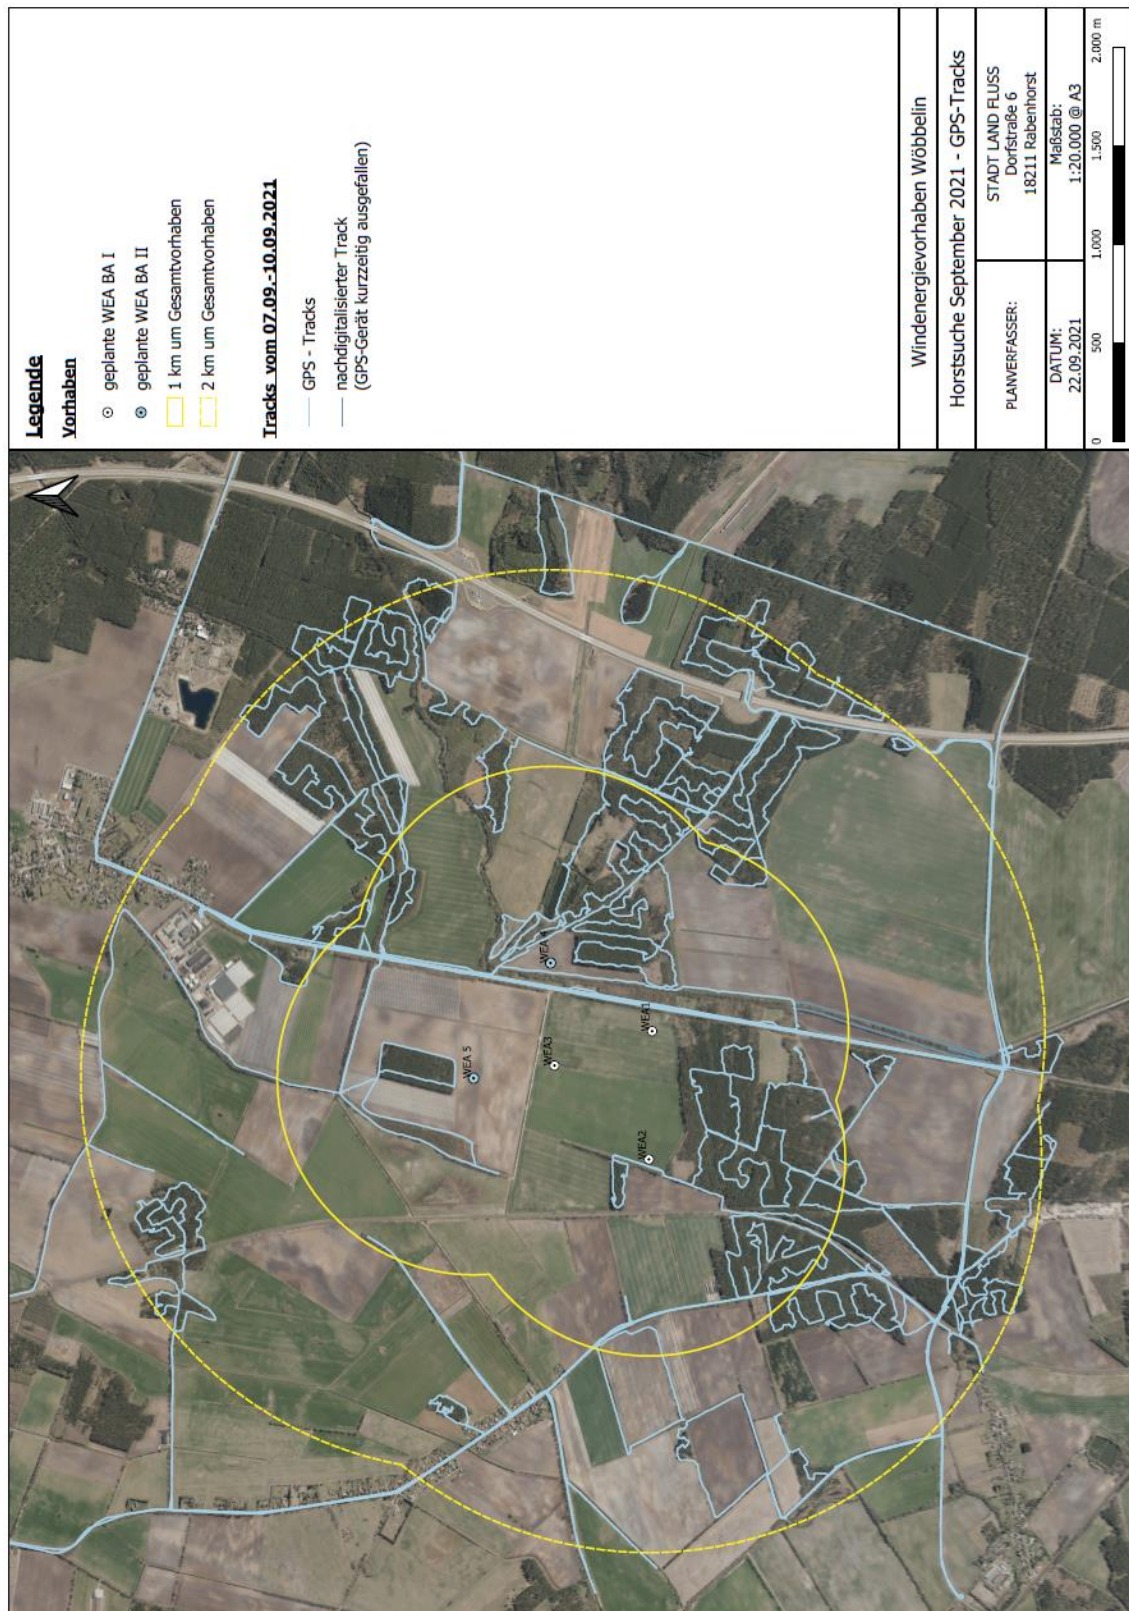 Legende
Vorhaben
geplante WEA BA I
geplante WEA BA II
1 km um Gesamtvorhaben
2 km um Gesamtvorhaben
Tracks vom 07.09.-10.09.2021
GPS - Tracks
nachdigitalisierter Track
(GPS-Gerät kurzzeitig ausgefallen)
Windenergievorhaben Wöbbelin
Horstsuche September 2021 - GPS-Tracks
PLANVERFASSER:
STADT LAND FLUSS
Dorfstraße 6
18211 Rabenhorst
DATUM:
22.09.2021
Maßstab:
1:20.000 @ A3
0 500 1.000 1.500 2.000 m
WEA 5
WEA3
WEA 4
WEA2
WEA1